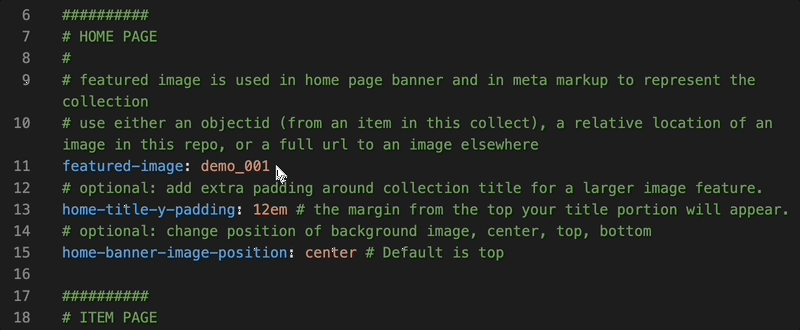 6 ##########
7 # HOME PAGE
8 #
9 # featured image is used in home page banner and in meta markup to represent the
collection
10 # use either an objectid (from an item in this collect), a relative location of an
image in this repo, or a full url to an image elsewhere
11 featured-image: demo_001
12 # optional: add extra padding around collection title for a larger image feature.
13 home-title-y-padding: 12em # the margin from the top your title portion will appear.
14 # optional: change position of background image, center, top, bottom
15 home-banner-image-position: center # Default is top
16
17 ##########
18 # ITEM PAGE